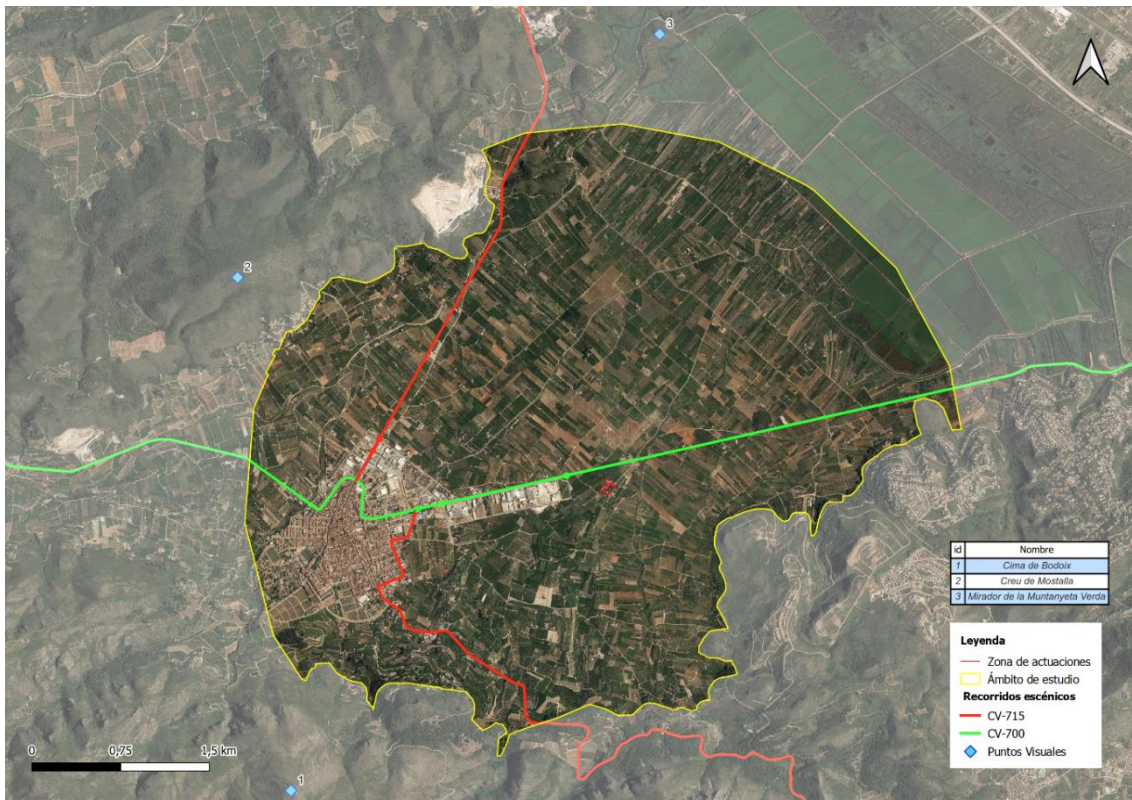 3
2
id Nombre
1 Cima de Bodoix
2 Creu de Mostalla
3 Mirador de la Muntanyeta Verda
Leyenda
Zona de actuaciones
Ámbito de estudio
Recorridos escénicos
CV-715
CV-700
Puntos Visuales
0 0,75 1,5 km
1